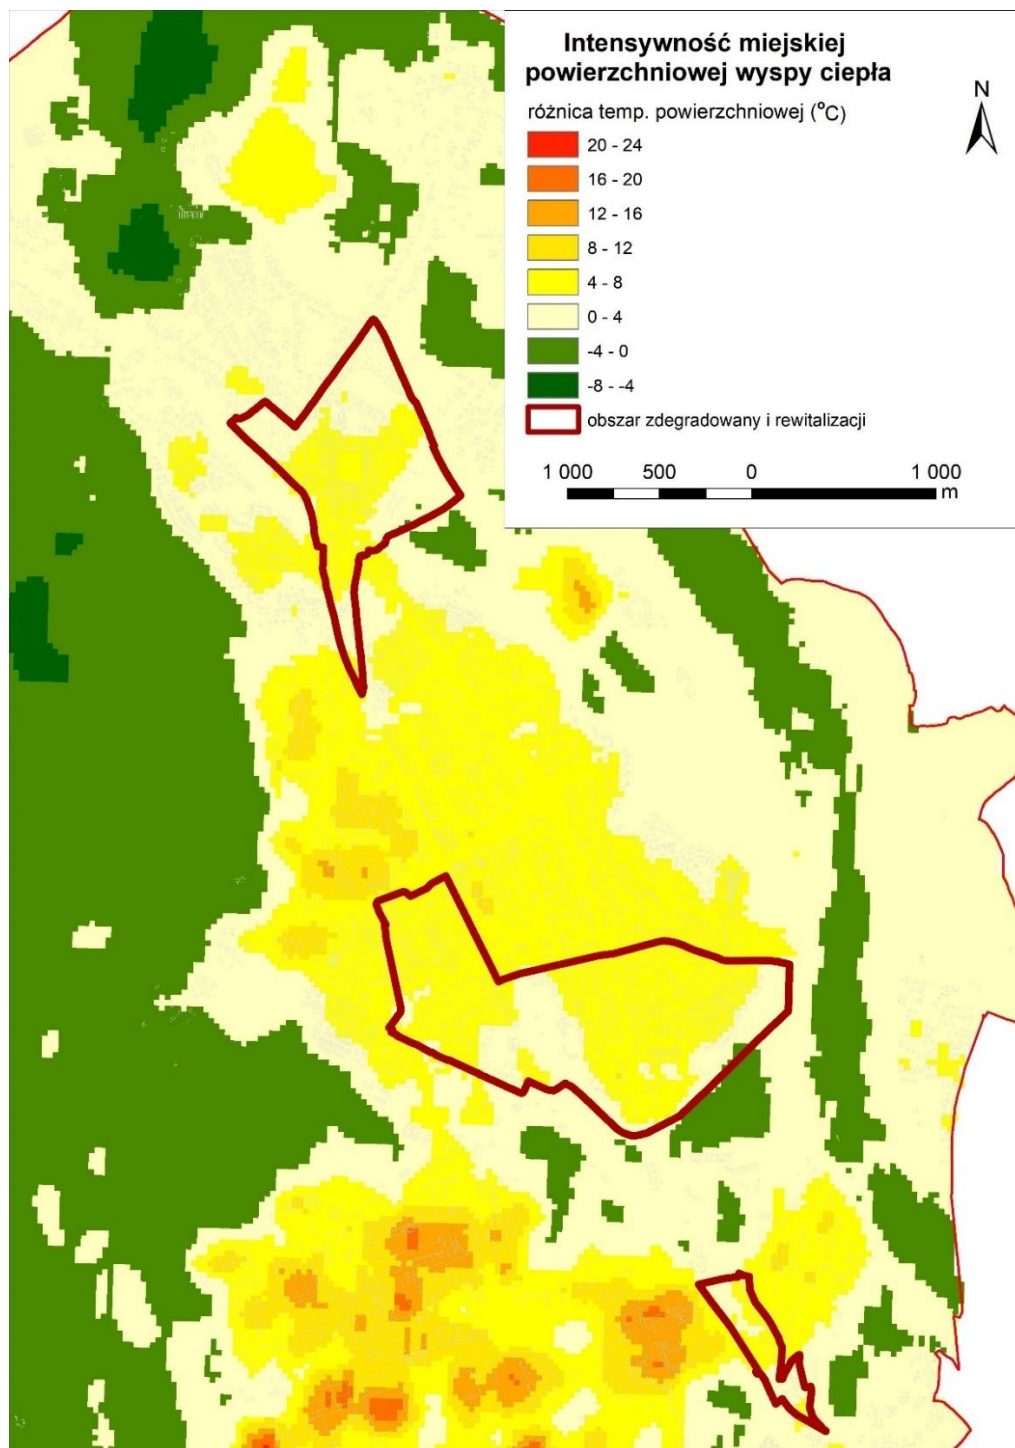 Intensywność miejskiej
powierzchniowej wyspy ciepła
różnica temp. powierzchniowej (°C)
N
20 - 24
16 - 20
12 - 16
8 - 12
4 - 8
0 - 4
-4 - 0
-8 - -4
obszar zdegradowany i rewitalizacji
1 000 500 0 1 000
m